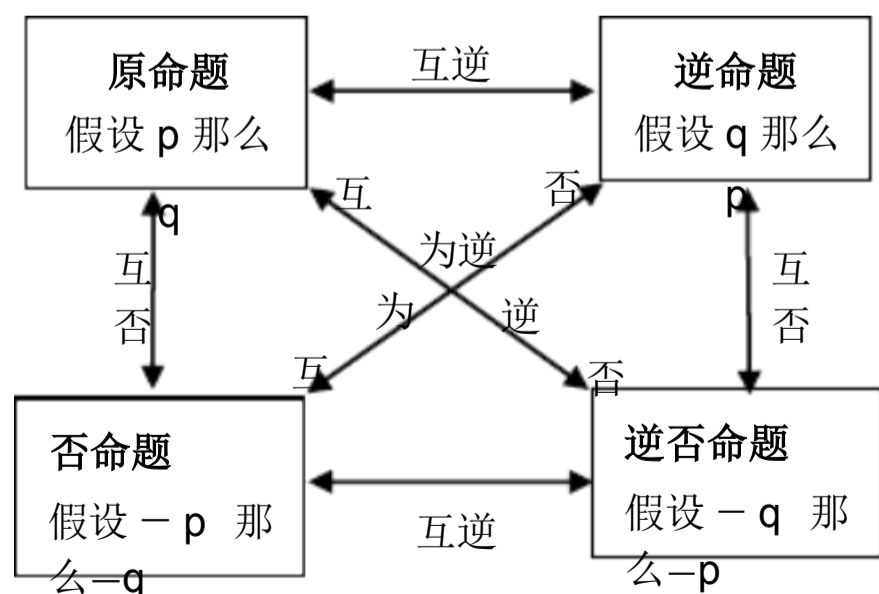 原命题
假设 p 那么
q
互逆
逆命题
假设 q 那么
p
互
否
互
为
逆
否
互
为
逆
否
互
否
否命题
假设 – p 那
么–q
互逆
逆否命题
假设 – q 那
么–p